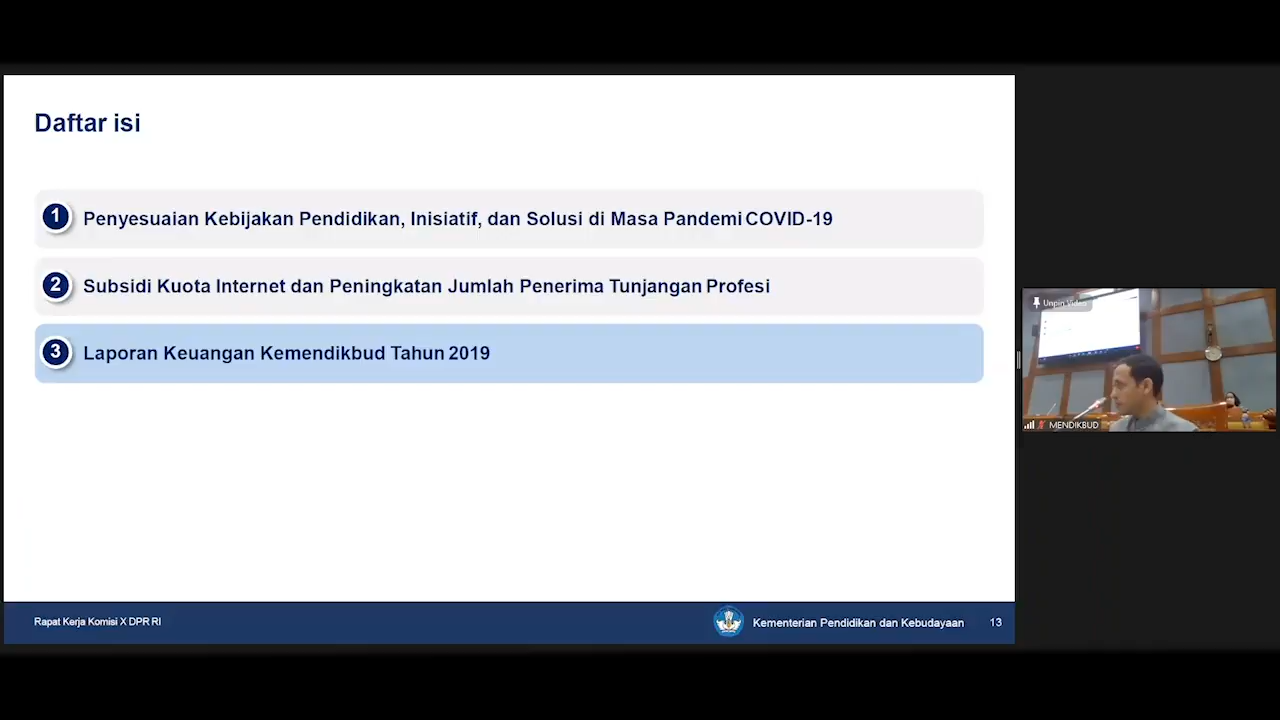 Daftar isi
1 Penyesuaian Kebijakan Pendidikan, Inisiatif, dan Solusi di Masa Pandemi COVID-19
2 Subsidi Kuota Internet dan Peningkatan Jumlah Penerima Tunjangan Profesi
3 Laporan Keuangan Kemendikbud Tahun 2019
Unpin Video
MENDIKBUD
Rapat Kerja Komisi X DPR RI
Kementerian Pendidikan dan Kebudayaan
13